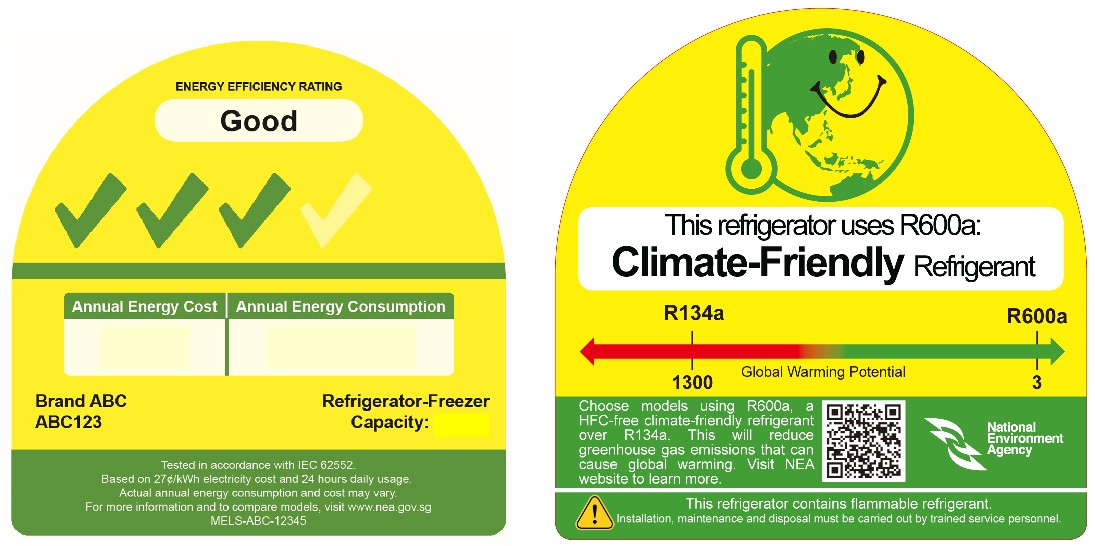 ENERGY EFFICIENCY RATING
Good
Annual Energy Cost
Annual Energy Consumption
Brand ABC
ABC123
Refrigerator-Freezer
Capacity:
Tested in accordance with IEC 62552.
Based on 27¢/kWh electricity cost and 24 hours daily usage.
Actual annual energy consumption and cost may vary.
For more information and to compare models, visit www.nea.gov.sg
MELS-ABC-12345
This refrigerator uses R600a:
Climate-Friendly Refrigerant
R134a
R600a
Global Warming Potential
1300
3
Choose models using R600a, a
HFC-free climate-friendly refrigerant
over R134a. This will reduce
greenhouse gas emissions that can
cause global warming. Visit NEA
website to learn more.
National
Environment
Agency
This refrigerator contains flammable refrigerant.
Installation, maintenance and disposal must be carried out by trained service personnel.